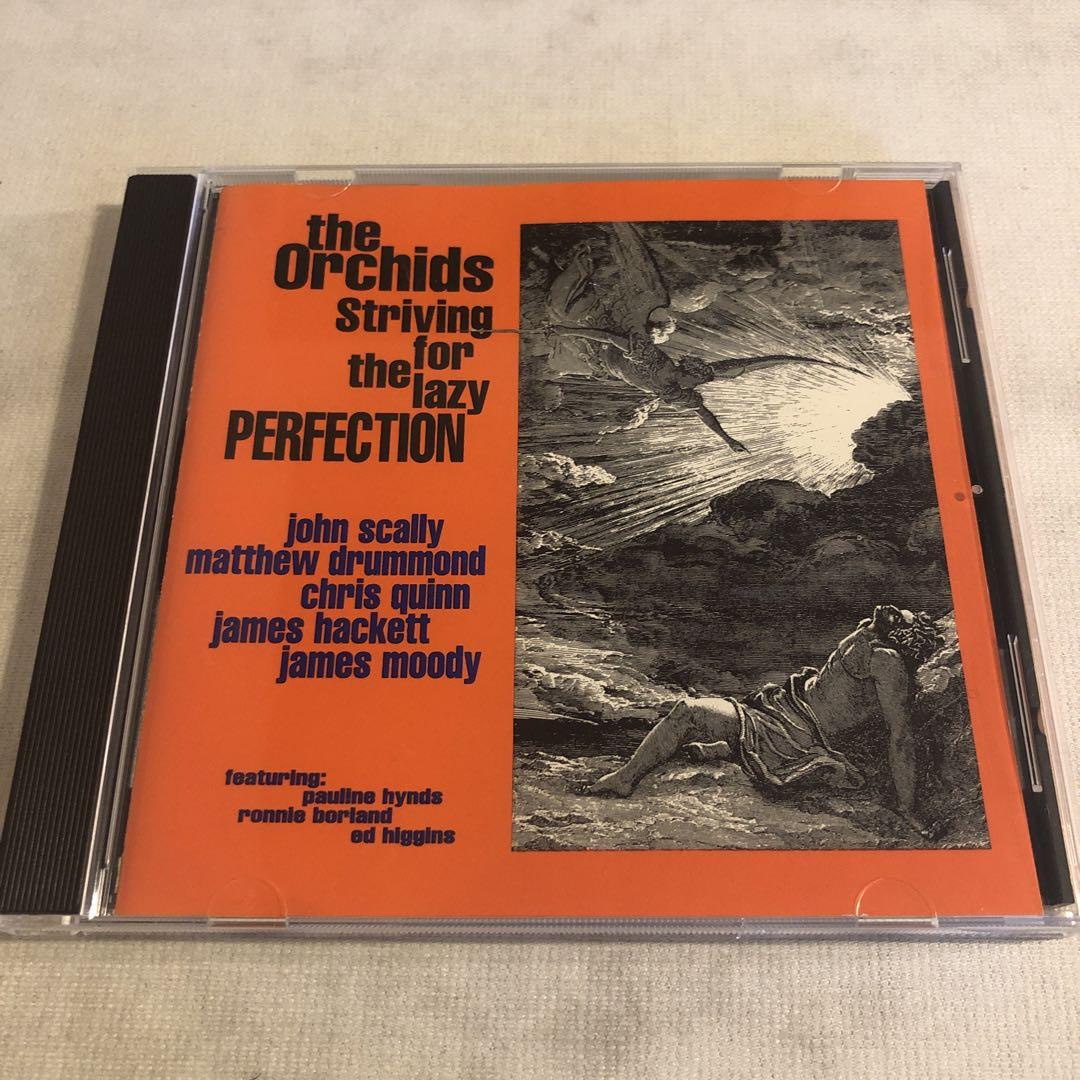 the
Orchids
Striving
for
the lazy
PERFECTION
john scally
matthew drummond
chris quinn
james hackett
james moody
featuring:
pauline hynds
ronnie borland
ed higgins